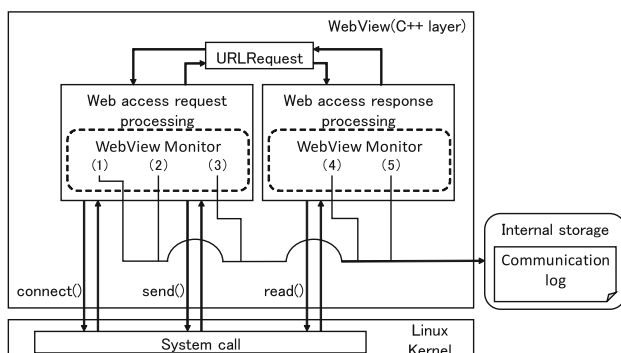 WebView(C++ layer)
URLRequest
Web access request
processing
Web access response
processing
WebView Monitor
(1) (2) (3)
WebView Monitor
(4) (5)
Internal storage
Communication
log
connect()
send()
read()
System call
Linux
Kernel